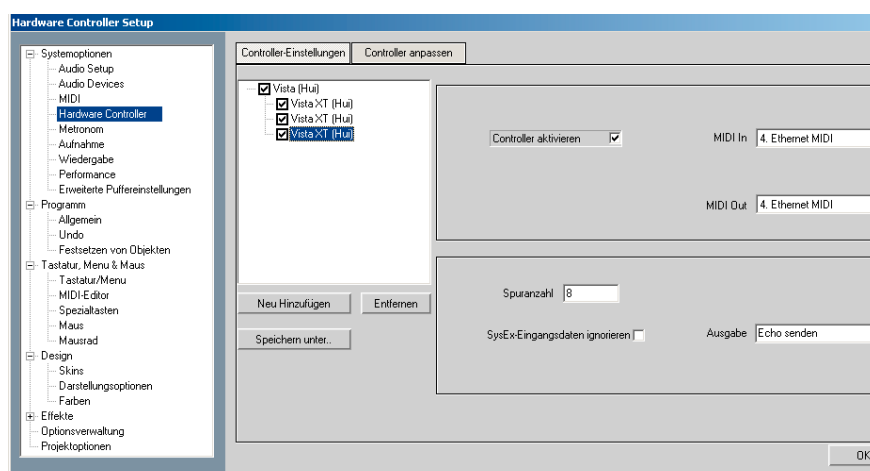 Hardware Controller Setup
Systemoptionen
Audio Setup
Audio Devices
MIDI
Hardware Controller
Metronom
Aufnahme
Wiedergabe
Performance
Erweiterte Puffereinstellungen
Programm
Allgemein
Undo
Festsetzen von Objekten
Tastatur, Menu & Maus
Tastatur/Menu
MIDI-Editor
Spezialtasten
Maus
Mausrad
Design
Skins
Darstellungsoptionen
Farben
Effekte
Optionsverwaltung
Projektoptionen
Controller-Einstellungen
Controller anpassen
Vista (Hui)
Vista XT (Hui)
Vista XT (Hui)
Vista XT (Hui)
Neu Hinzufügen
Entfernen
Speichern unter..
Controller aktivieren
MIDI In
4. Ethernet MIDI
MIDI Out
4. Ethernet MIDI
Spuranzahl
8
SysEx-Eingangsdaten ignorieren
Ausgabe
Echo senden
OK